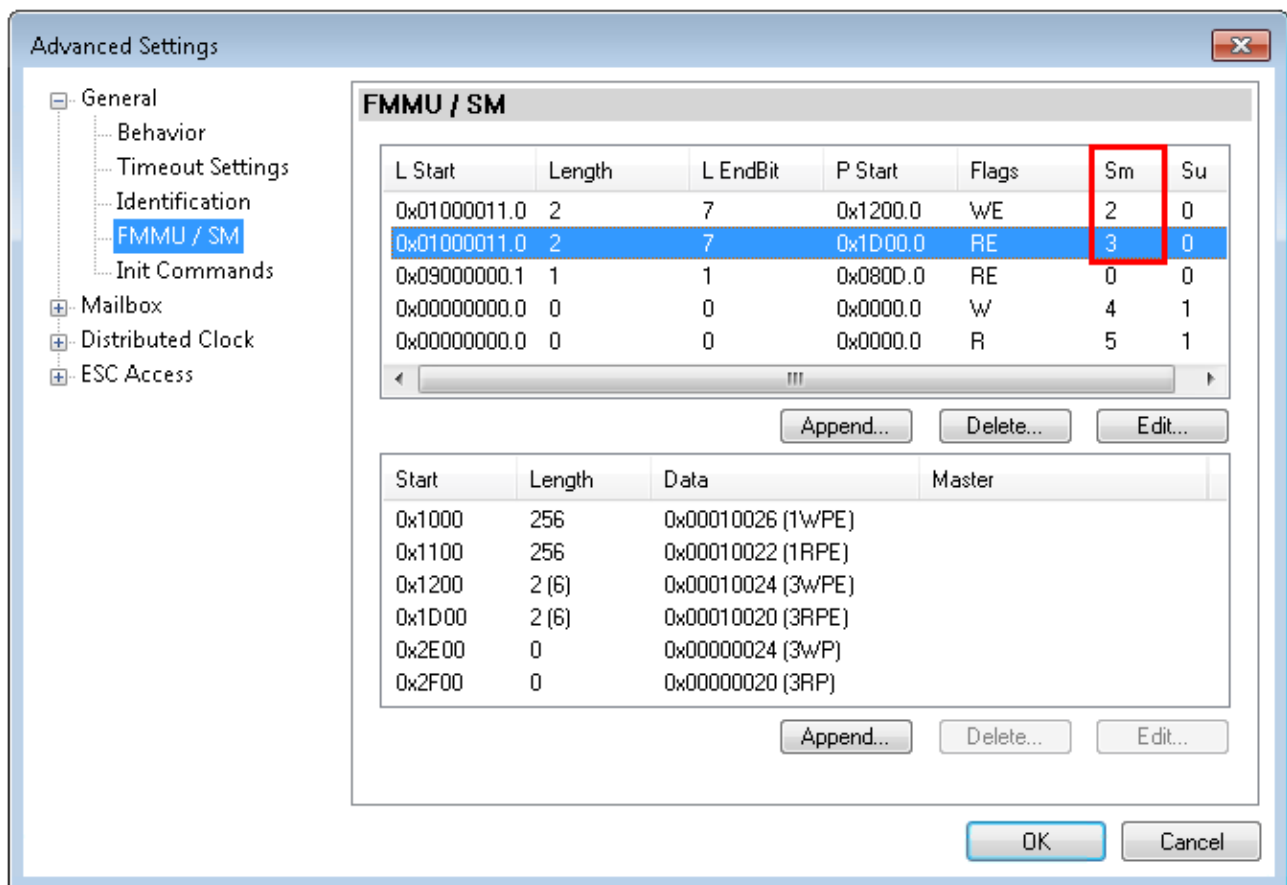 Advanced Settings
General
Behavior
Timeout Settings
Identification
FMMU / SM
Init Commands
Mailbox
Distributed Clock
ESC Access
FMMU / SM
L Start Length L EndBit P Start Flags Sm Su
0x01000011.0 2 7 0x1200.0 WE 2 0
0x01000011.0 2 7 0x1D00.0 RE 3 0
0x09000000.1 1 1 0x080D.0 RE 0 0
0x00000000.0 0 0 0x0000.0 W 4 1
0x00000000.0 0 0 0x0000.0 R 5 1
Append... Delete... Edit...
Start Length Data Master
0x1000 256 0x00010026 (1WPE)
0x1100 256 0x00010022 (1RPE)
0x1200 2 (6) 0x00010024 (3WPE)
0x1D00 2 (6) 0x00010020 (3RPE)
0x2E00 0 0x00000024 (3WP)
0x2F00 0 0x00000020 (3RP)
Append... Delete... Edit...
OK Cancel